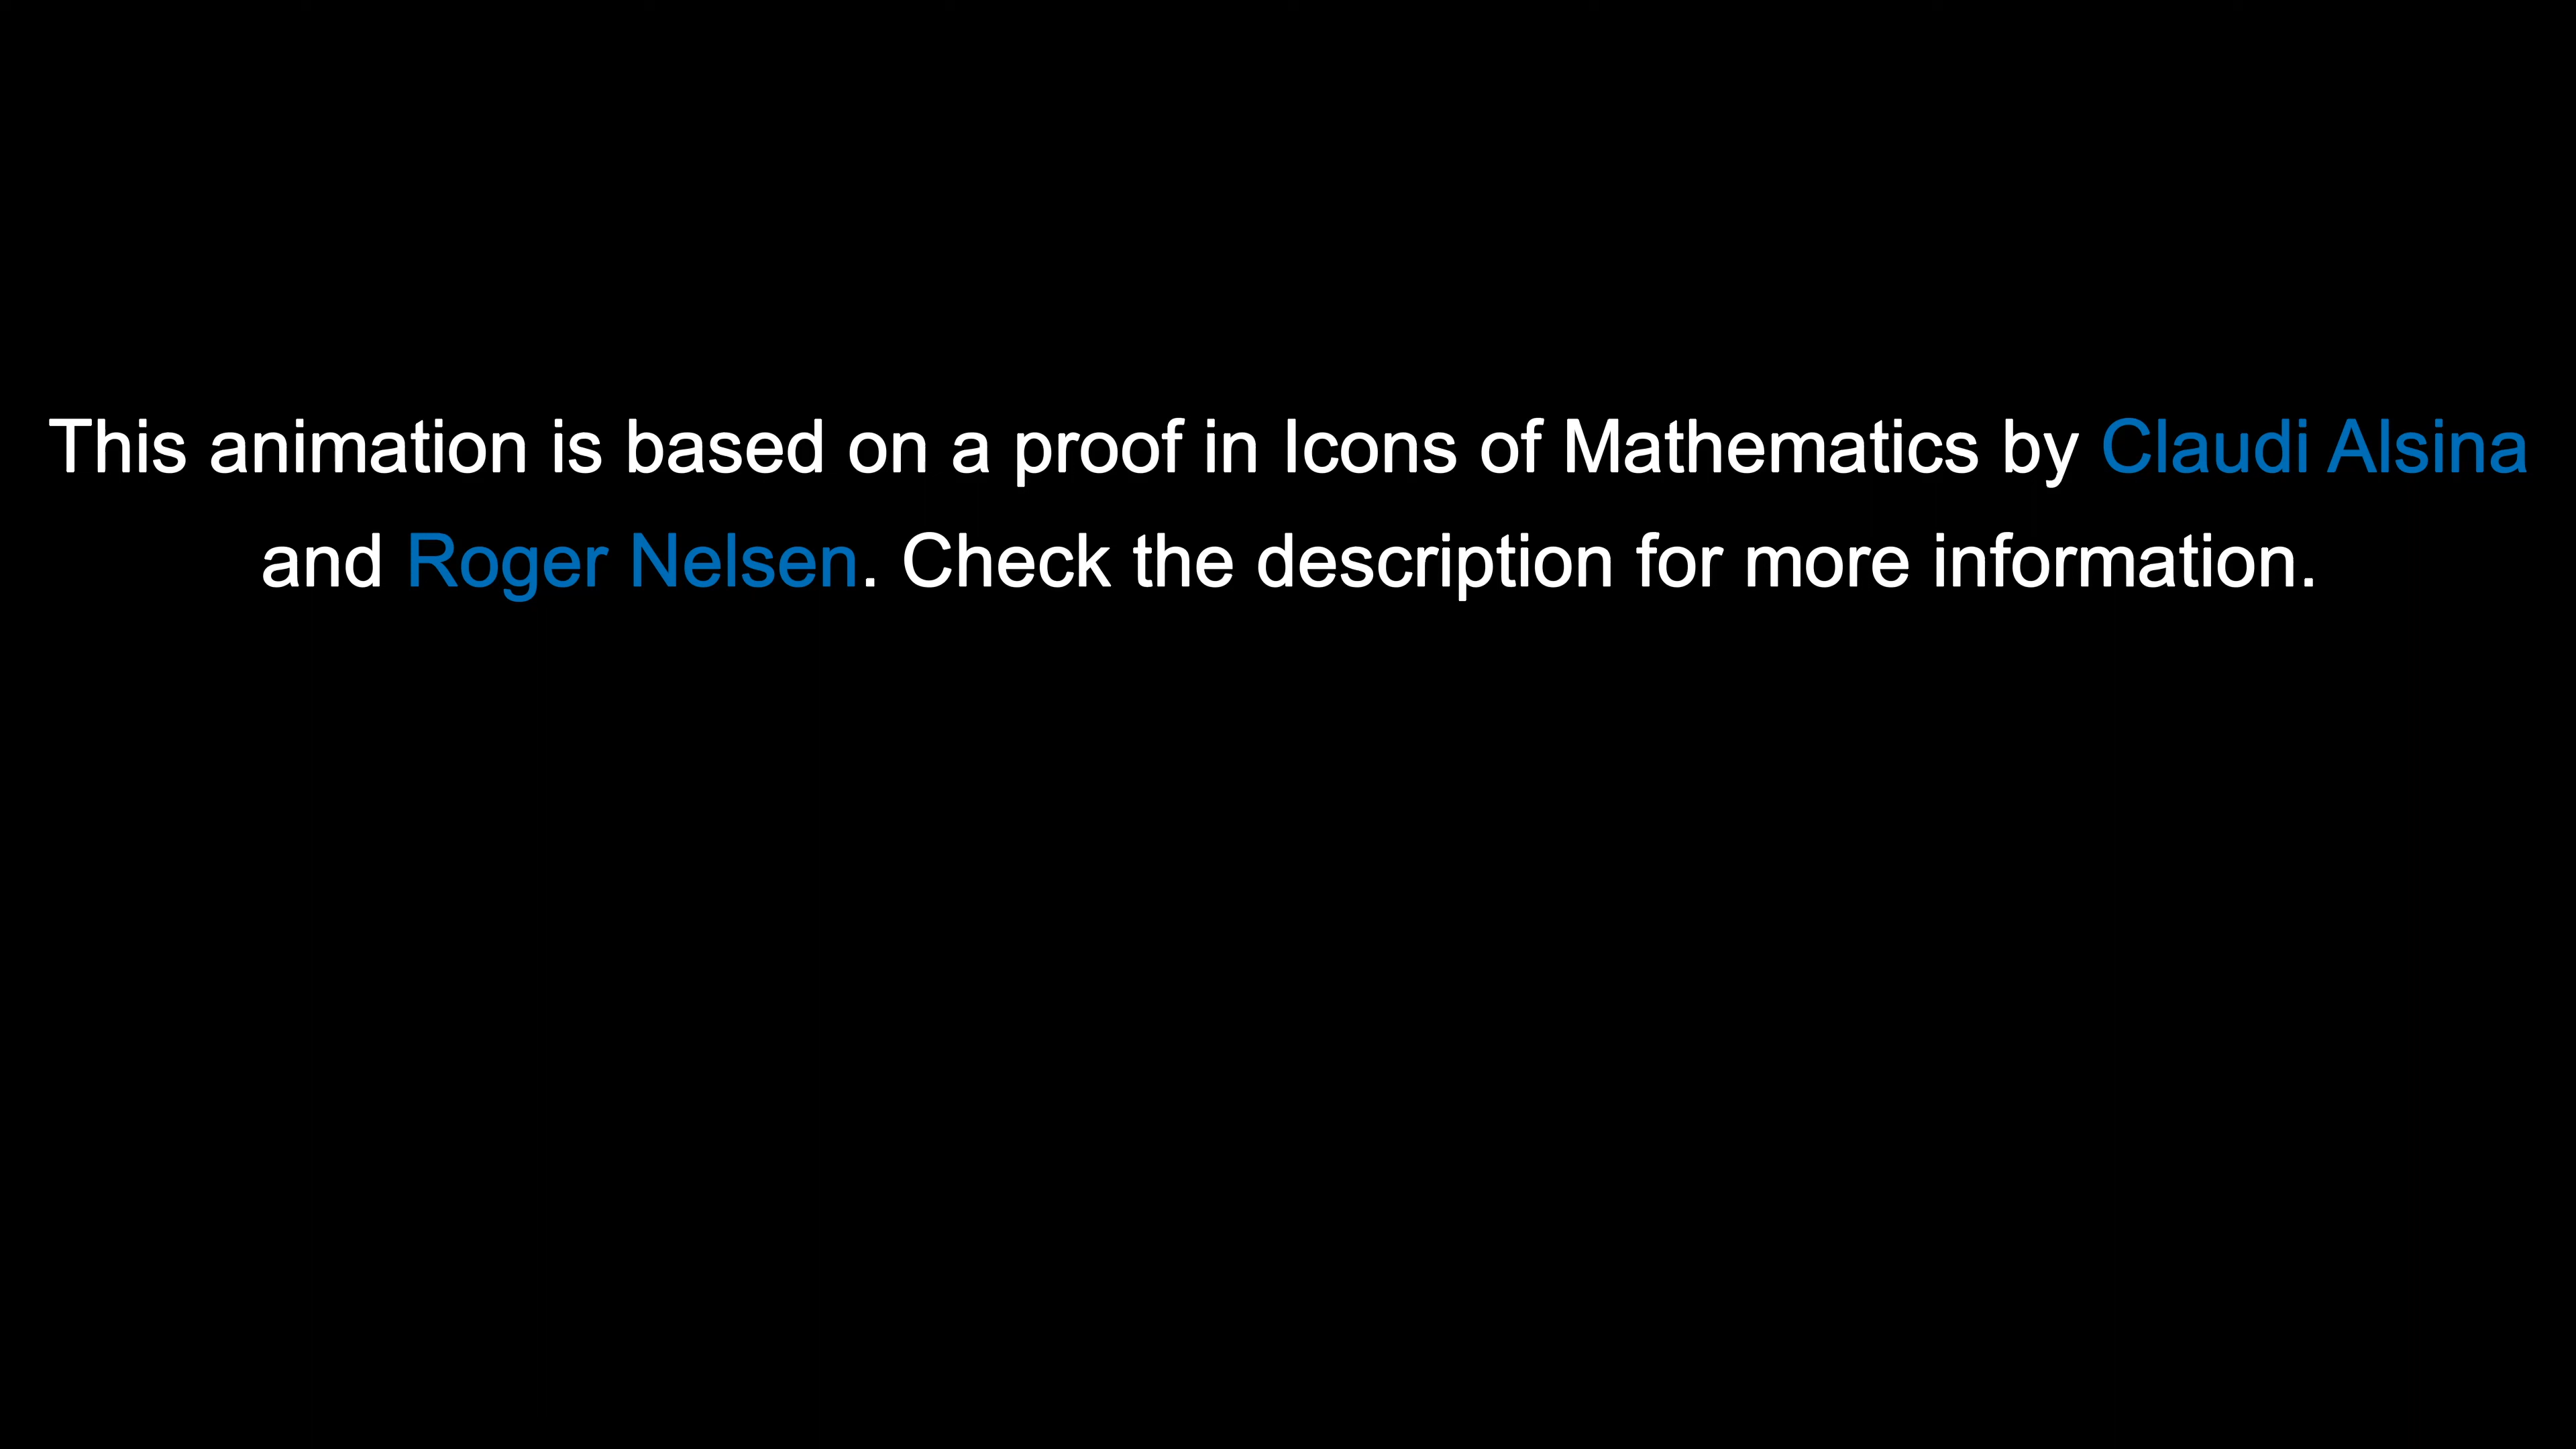 This animation is based on a proof in Icons of Mathematics by Claudi Alsina
and Roger Nelsen. Check the description for more information.